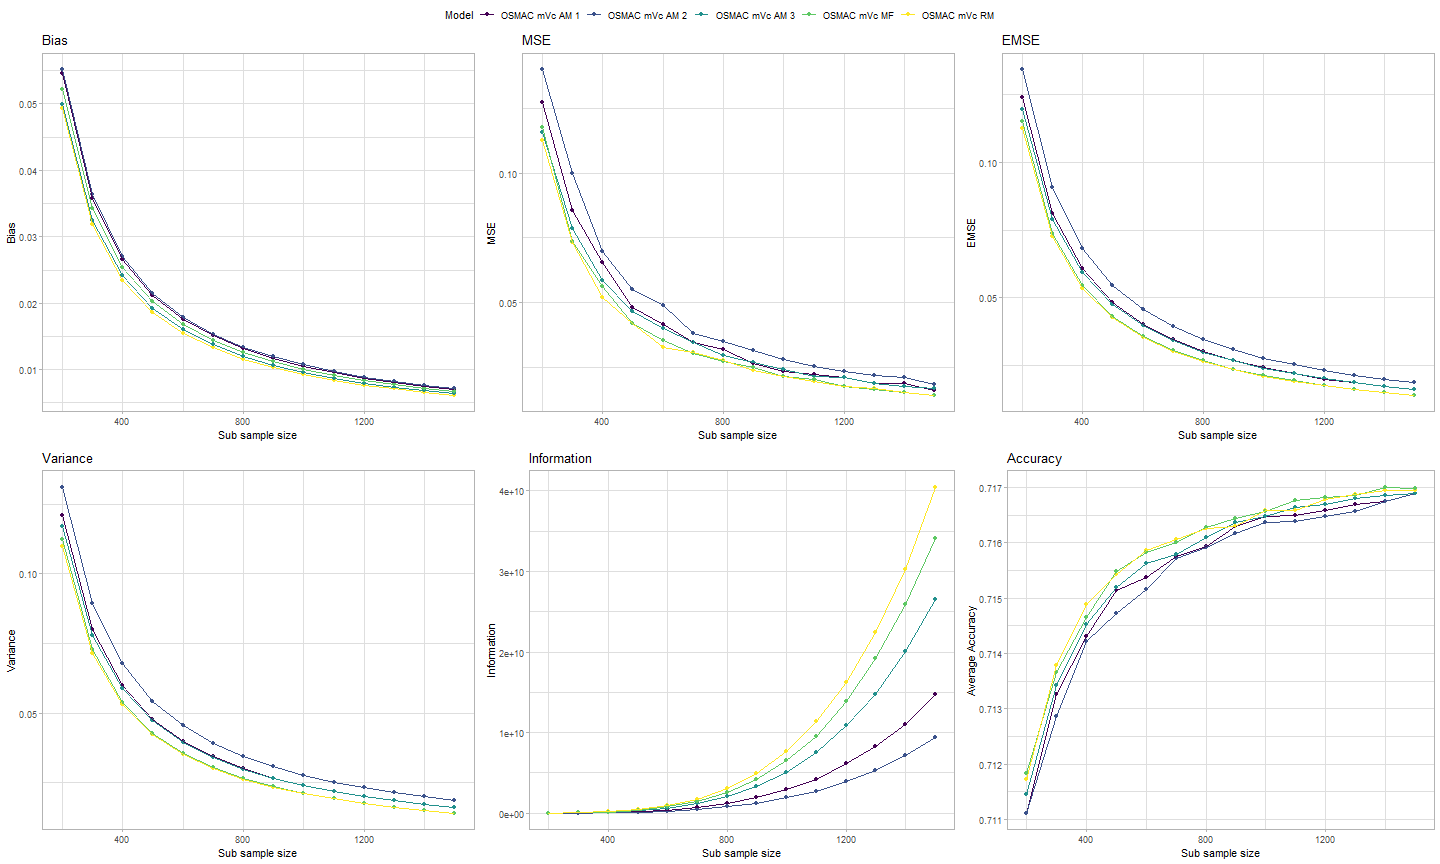 Model OSMAC mVc AM 1 OSMAC mVc AM 2 OSMAC mVc AM 3 OSMAC mVc MF OSMAC mVc RM
Bias
0.05
0.04
0.03
0.02
0.01
Bias
400 800 1200
Sub sample size
MSE
0.10
0.05
MSE
400 800 1200
Sub sample size
EMSE
0.10
0.05
EMSE
400 800 1200
Sub sample size
Variance
0.10
0.05
Variance
400 800 1200
Sub sample size
Information
4e+10
3e+10
2e+10
1e+10
0e+00
Information
400 800 1200
Sub sample size
Accuracy
0.717
0.716
0.715
0.714
0.713
0.712
0.711
Average Accuracy
400 800 1200
Sub sample size